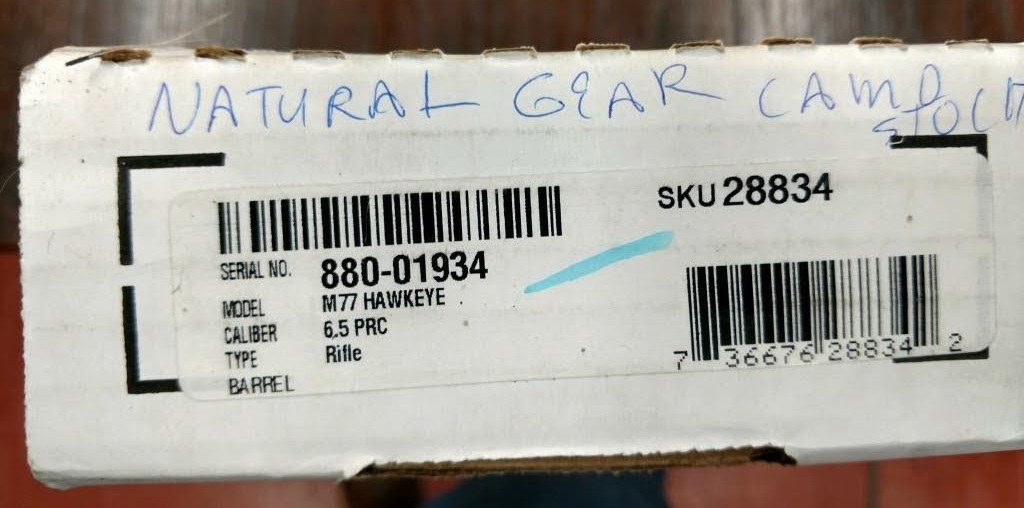 NATURAL GEAR CAMO
STOCK
SKU 28834
SERIAL NO. 880-01934
MODEL M77 HAWKEYE
CALIBER 6.5 PRC
TYPE Rifle
BARREL
7 36676 28834 2